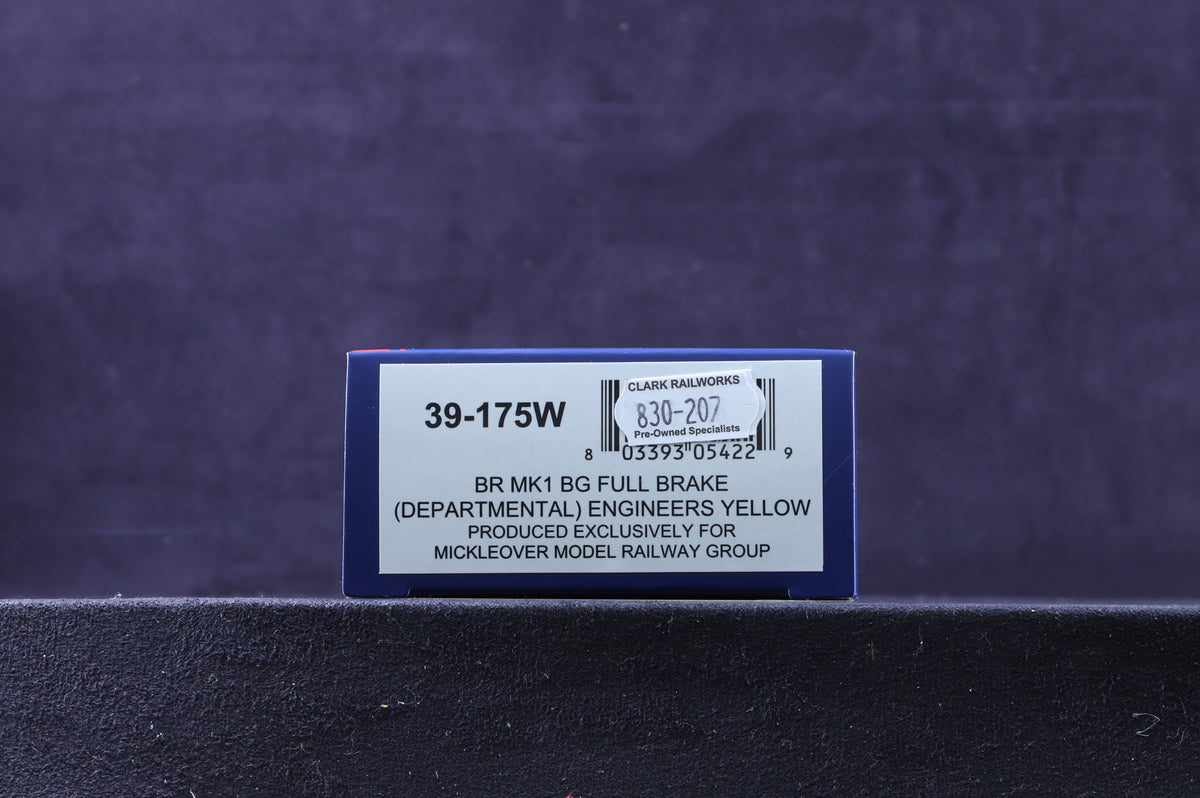 39-175W
CLARK RAILWORKS
830-207
Pre-Owned Specialists
8 03393 05422 9
BR MK1 BG FULL BRAKE
(DEPARTMENTAL) ENGINEERS YELLOW
PRODUCED EXCLUSIVELY FOR
MICKLEOVER MODEL RAILWAY GROUP